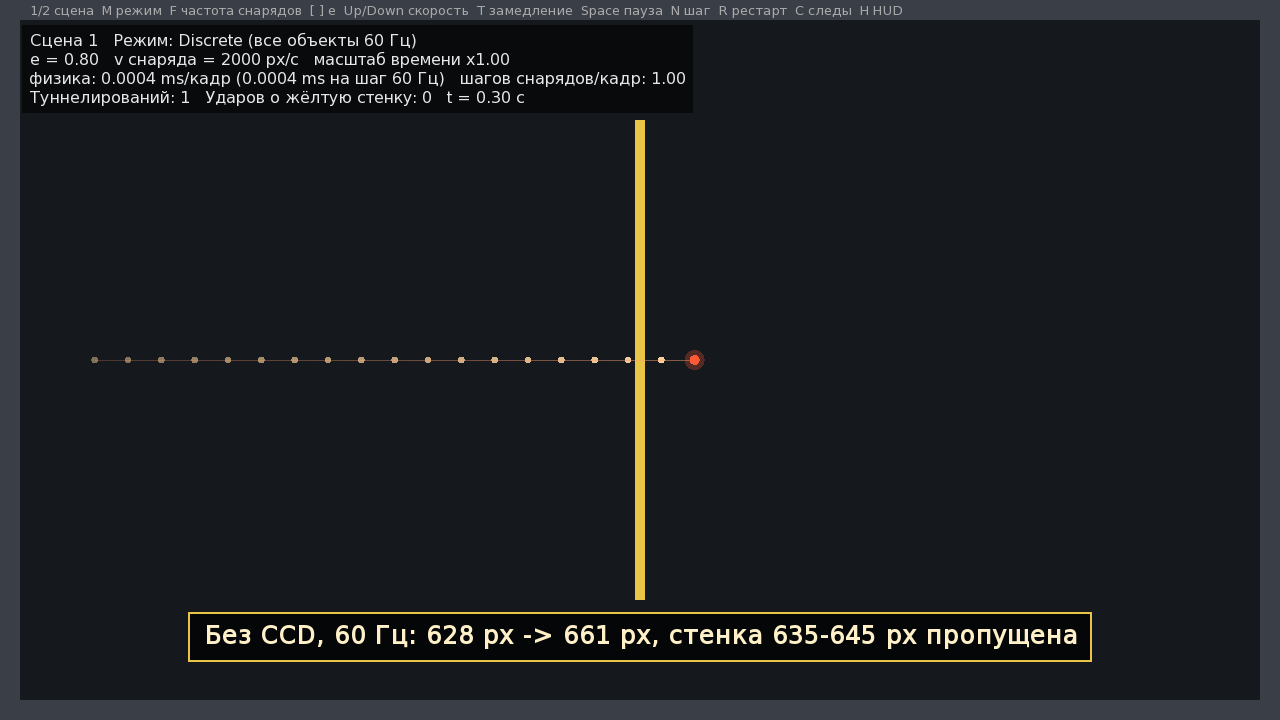 1/2 сцена  M режим  F частота снарядов  [ ] e  Up/Down скорость  T замедление  Space пауза  N шаг  R рестарт  C следы  H HUD
Сцена 1   Режим: Discrete (все объекты 60 Гц)
e = 0.80   v снаряда = 2000 px/c   масштаб времени x1.00
физика: 0.0004 ms/кадр (0.0004 ms на шаг 60 Гц)   шагов снарядов/кадр: 1.00
Туннелирований: 1   Ударов о жёлтую стенку: 0   t = 0.30 c
Без CCD, 60 Гц: 628 px -> 661 px, стенка 635-645 px пропущена